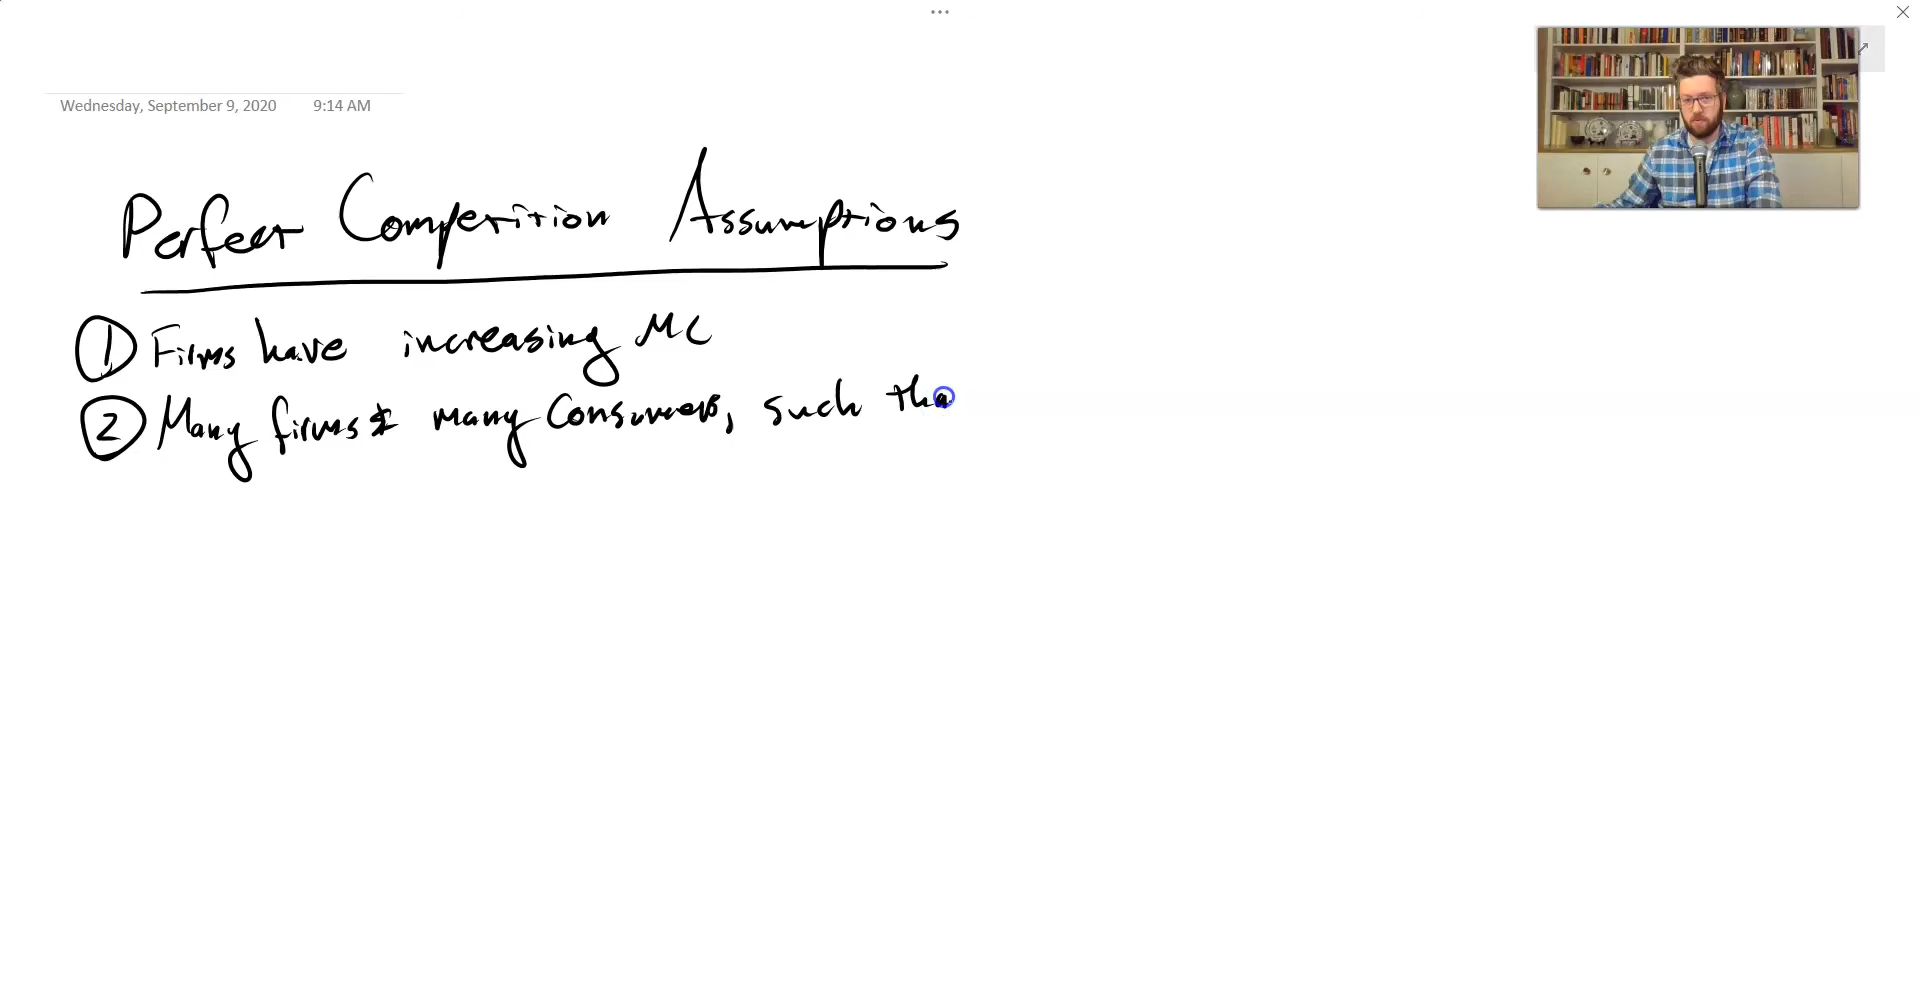 Wednesday, September 9, 2020 9:14 AM
Perfect Competition Assumptions
① Firms have increasing MC
② Many firms & many Consumers, such tha